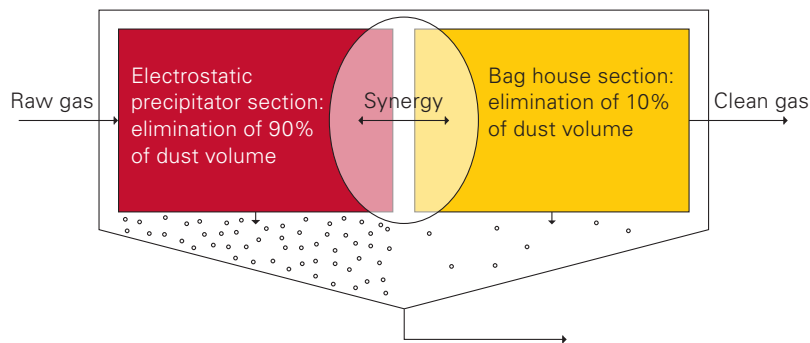 Raw gas
Electrostatic
precipitator section:
elimination of 90%
of dust volume
Synergy
Bag house section:
elimination of 10%
of dust volume
Clean gas